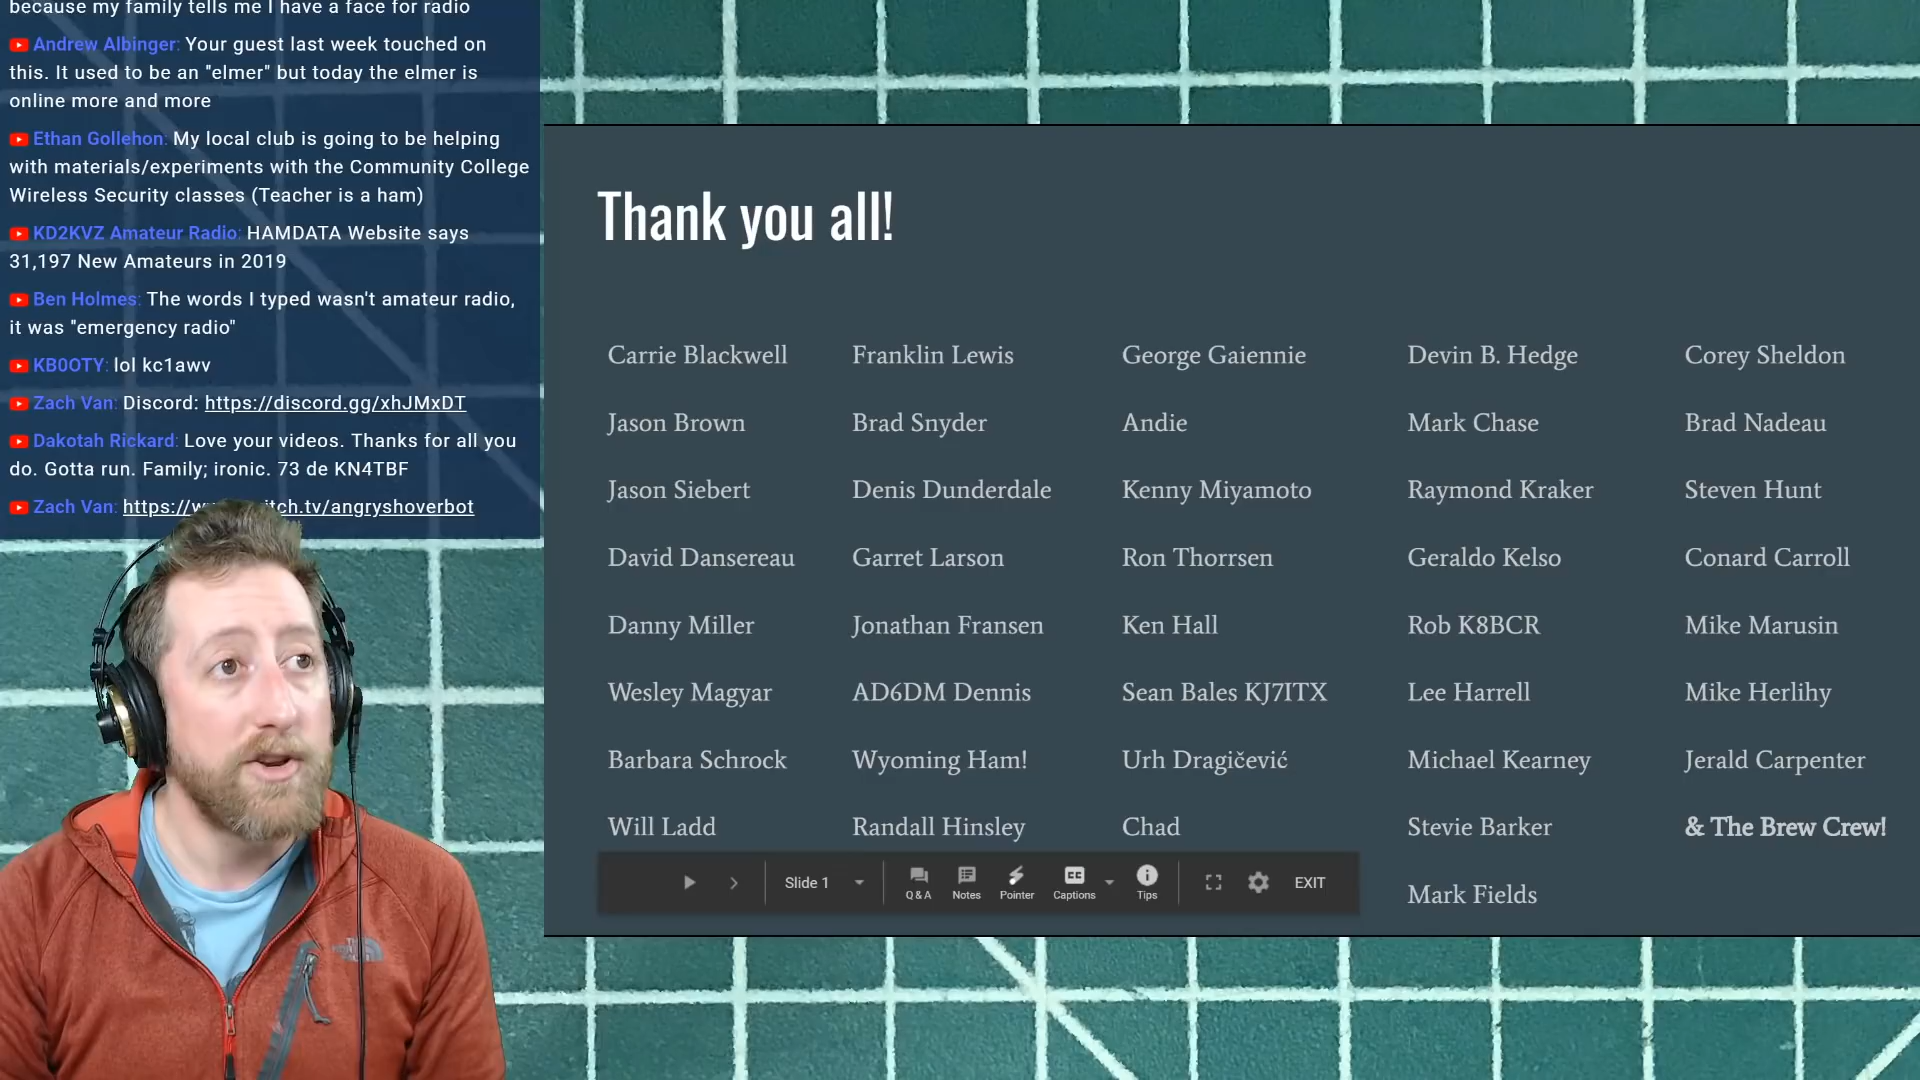 because my family tells me I have a face for radio
Andrew Albinger: Your guest last week touched on
this. It used to be an "elmer" but today the elmer is
online more and more
Ethan Gollehon: My local club is going to be helping
with materials/experiments with the Community College
Wireless Security classes (Teacher is a ham)
KD2KVZ Amateur Radio: HAMDATA Website says
31,197 New Amateurs in 2019
Ben Holmes: The words I typed wasn't amateur radio,
it was "emergency radio"
KB0OTY: lol kc1awv
Zach Van: Discord: https://discord.gg/xhJMxDT
Dakotah Rickard: Love your videos. Thanks for all you
do. Gotta run. Family; ironic. 73 de KN4TBF
Zach Van: https://w itch.tv/angryshoverbot
Thank you all!
Carrie Blackwell Franklin Lewis George Gaiennie Devin B. Hedge Corey Sheldon
Jason Brown Brad Snyder Andie Mark Chase Brad Nadeau
Jason Siebert Denis Dunderdale Kenny Miyamoto Raymond Kraker Steven Hunt
David Dansereau Garret Larson Ron Thorrsen Geraldo Kelso Conard Carroll
Danny Miller Jonathan Fransen Ken Hall Rob K8BCR Mike Marusin
Wesley Magyar AD6DM Dennis Sean Bales KJ7ITX Lee Harrell Mike Herlihy
Barbara Schrock Wyoming Ham! Urh Dragičević Michael Kearney Jerald Carpenter
Will Ladd Randall Hinsley Chad Stevie Barker & The Brew Crew!
Mark Fields
Slide 1 Q & A Notes Pointer Captions Tips EXIT